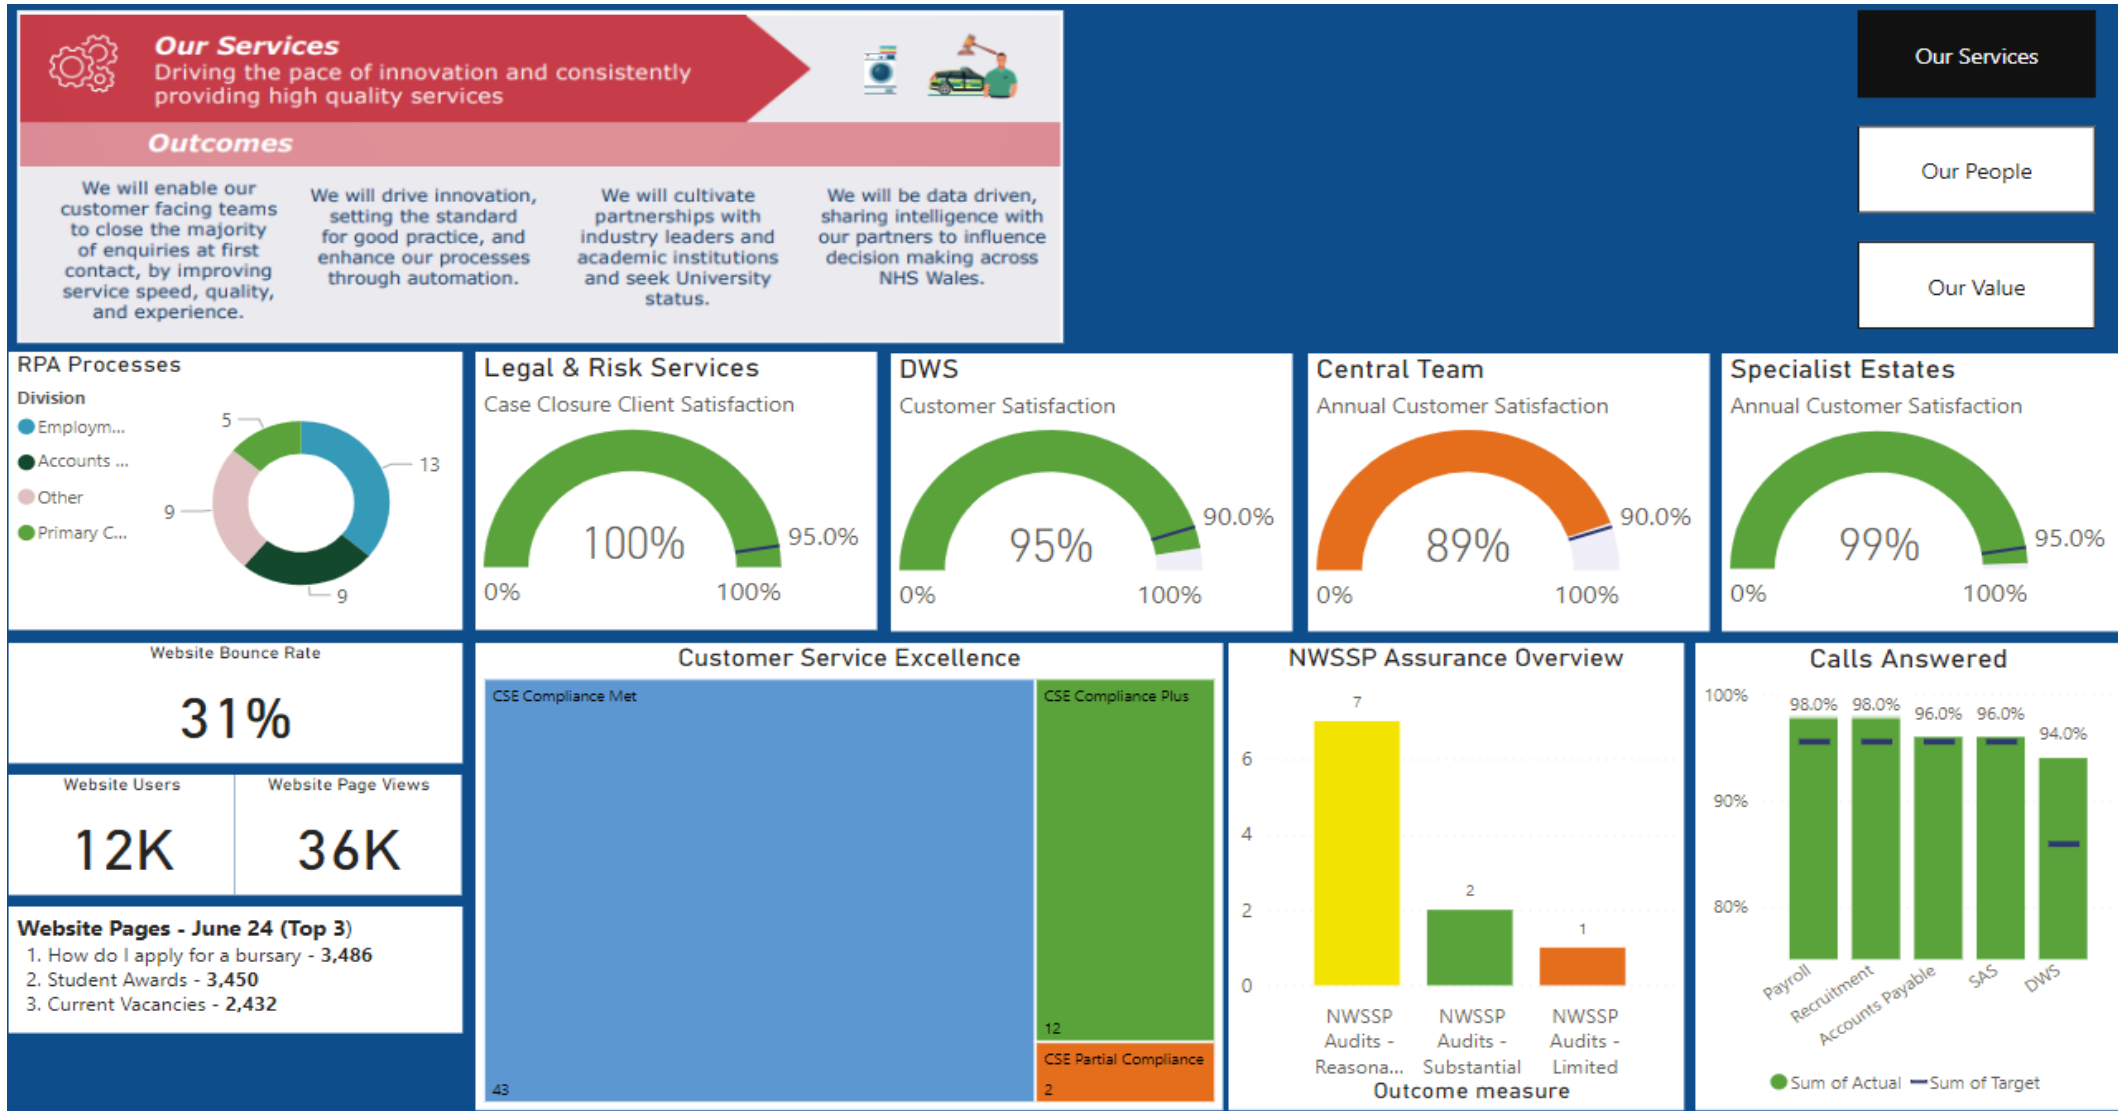 Our Services
Driving the pace of innovation and consistently
providing high quality services
Outcomes
We will enable our
customer facing teams
to close the majority
of enquiries at first
contact, by improving
service speed, quality,
and experience.
We will drive innovation,
setting the standard
for good practice, and
enhance our processes
through automation.
We will cultivate
partnerships with
industry leaders and
academic institutions
and seek University
status.
We will be data driven,
sharing intelligence with
our partners to influence
decision making across
NHS Wales.
Our Services
Our People
Our Value
RPA Processes
Division
Employm...
Accounts ...
Other
Primary C...
5
13
9
9
Legal & Risk Services
Case Closure Client Satisfaction
100%
95.0%
0%
100%
DWS
Customer Satisfaction
90.0%
95%
0%
100%
Central Team
Annual Customer Satisfaction
90.0%
89%
0%
100%
Specialist Estates
Annual Customer Satisfaction
95.0%
99%
0%
100%
Website Bounce Rate
31%
Website Users
12K
Website Page Views
36K
Website Pages - June 24 (Top 3)
1. How do I apply for a bursary - 3,486
2. Student Awards - 3,450
3. Current Vacancies - 2,432
Customer Service Excellence
CSE Compliance Met
43
CSE Compliance Plus
12
CSE Partial Compliance
2
NWSSP Assurance Overview
7
6
4
2
2
1
0
NWSSP
Audits -
Reasona...
NWSSP
Audits -
Substantial
NWSSP
Audits -
Limited
Outcome measure
Calls Answered
100%
90%
80%
98.0%
98.0%
96.0%
96.0%
94.0%
Payroll
Recruitment
Accounts Payable
SAS
DWS
Sum of Actual
Sum of Target